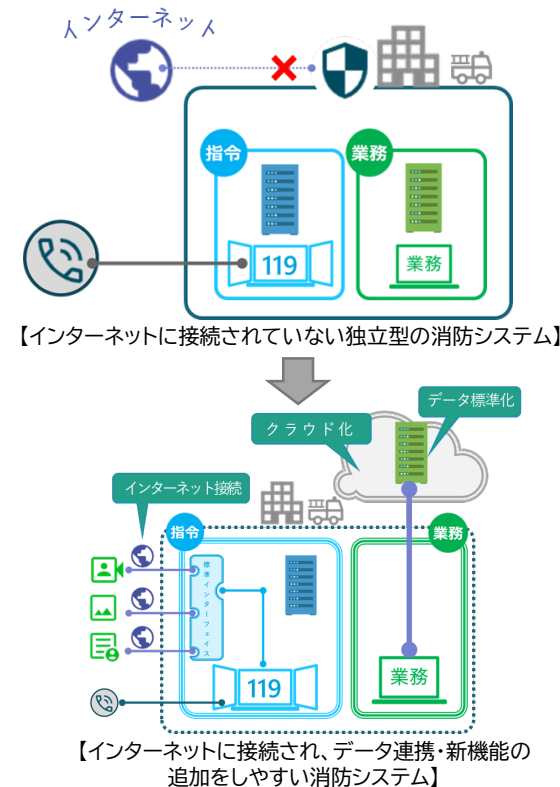 インターネット
指令
業務
119
業務
【インターネットに接続されていない独立型の消防システム】
データ標準化
クラウド化
インターネット接続
指令
業務
標準インターフェイス
119
業務
【インターネットに接続され、データ連携・新機能の
追加をしやすい消防システム】